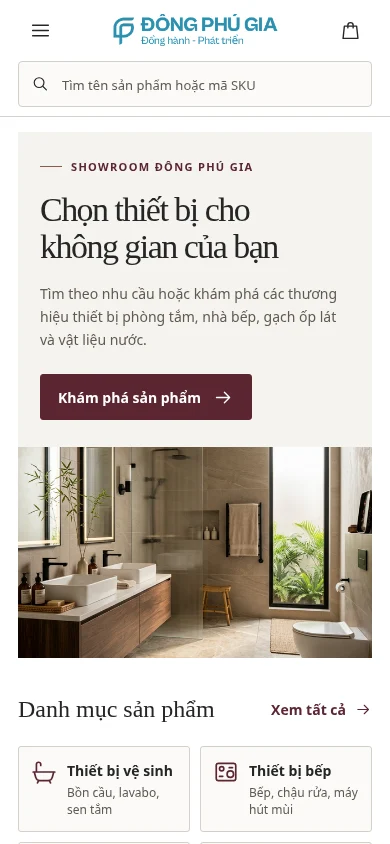 ĐỒNG PHÚ GIA
Đồng hành - Phát triển
Tìm tên sản phẩm hoặc mã SKU
SHOWROOM ĐỒNG PHÚ GIA
Chọn thiết bị cho
không gian của bạn
Tìm theo nhu cầu hoặc khám phá các thương
hiệu thiết bị phòng tắm, nhà bếp, gạch ốp lát
và vật liệu nước.
Khám phá sản phẩm
Danh mục sản phẩm
Xem tất cả
Thiết bị vệ sinh
Bồn cầu, lavabo,
sen tắm
Thiết bị bếp
Bếp, chậu rửa, máy
hút mùi